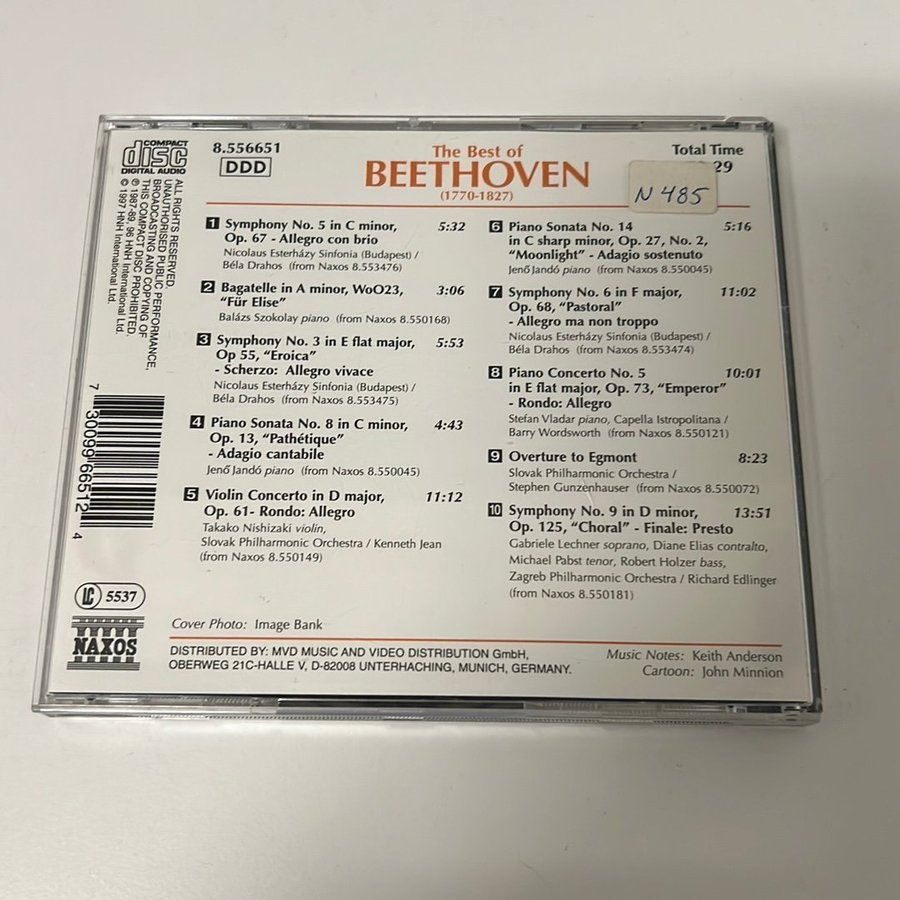 COMPACT
disc
DIGITAL AUDIO
8.556651
DDD
The Best of
BEETHOVEN
(1770-1827)
Total Time
29
N 485
1 Symphony No. 5 in C minor, 5:32
Op. 67 - Allegro con brio
Nicolaus Esterházy Sinfonia (Budapest) /
Béla Drahos (from Naxos 8.553476)
2 Bagatelle in A minor, WoO23, 3:06
“Für Elise”
Balázs Szokolay piano (from Naxos 8.550168)
3 Symphony No. 3 in E flat major, 5:53
Op 55, “Eroica”
- Scherzo: Allegro vivace
Nicolaus Esterházy Sinfonia (Budapest) /
Béla Drahos (from Naxos 8.553475)
4 Piano Sonata No. 8 in C minor, 4:43
Op. 13, “Pathétique”
- Adagio cantabile
Jenő Jandó piano (from Naxos 8.550045)
5 Violin Concerto in D major, 11:12
Op. 61- Rondo: Allegro
Takako Nishizaki violin,
Slovak Philharmonic Orchestra / Kenneth Jean
(from Naxos 8.550149)
6 Piano Sonata No. 14 5:16
in C sharp minor, Op. 27, No. 2,
“Moonlight” - Adagio sostenuto
Jenő Jandó piano (from Naxos 8.550045)
7 Symphony No. 6 in F major, 11:02
Op. 68, “Pastoral”
- Allegro ma non troppo
Nicolaus Esterházy Sinfonia (Budapest) /
Béla Drahos (from Naxos 8.553474)
8 Piano Concerto No. 5 10:01
in E flat major, Op. 73, “Emperor”
- Rondo: Allegro
Stefan Vladar piano, Capella Istropolitana /
Barry Wordsworth (from Naxos 8.550121)
9 Overture to Egmont 8:23
Slovak Philharmonic Orchestra /
Stephen Gunzenhauser (from Naxos 8.550072)
10 Symphony No. 9 in D minor, 13:51
Op. 125, “Choral” - Finale: Presto
Gabriele Lechner soprano, Diane Elias contralto,
Michael Pabst tenor, Robert Holzer bass,
Zagreb Philharmonic Orchestra / Richard Edlinger
(from Naxos 8.550181)
ALL RIGHTS RESERVED.
UNAUTHORISED PUBLIC PERFORMANCE,
BROADCASTING AND COPYING OF
THIS COMPACT DISC PROHIBITED.
℗ 1987-89, 96 HNH International Ltd.
© 1997 HNH International Ltd.
7 30099 66512 4
LC 5537
NAXOS
Cover Photo: Image Bank
DISTRIBUTED BY: MVD MUSIC AND VIDEO DISTRIBUTION GmbH,
OBERWEG 21C-HALLE V, D-82008 UNTERHACHING, MUNICH, GERMANY.
Music Notes: Keith Anderson
Cartoon: John Minnion